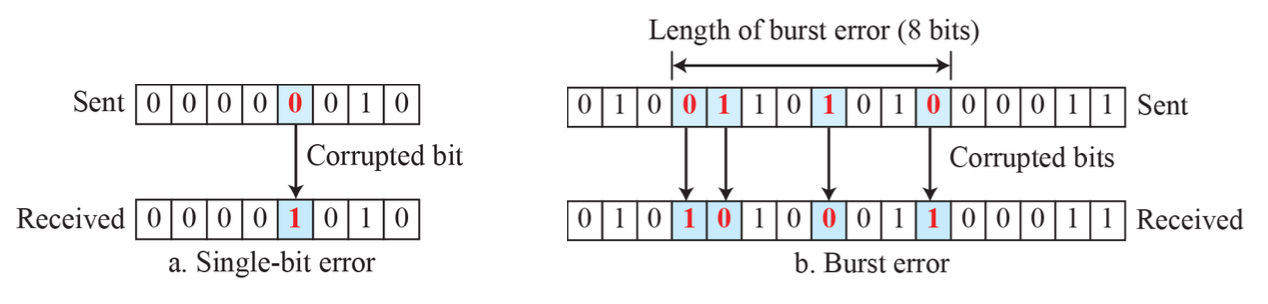 Length of burst error (8 bits)
Sent 0 0 0 0 0 0 1 0
0 1 0 0 1 1 0 1 0 1 0 0 0 0 1 1 Sent
Corrupted bit
Corrupted bits
Received 0 0 0 0 1 0 1 0
0 1 0 1 0 1 0 0 0 1 1 0 0 0 1 1 Received
a. Single-bit error
b. Burst error